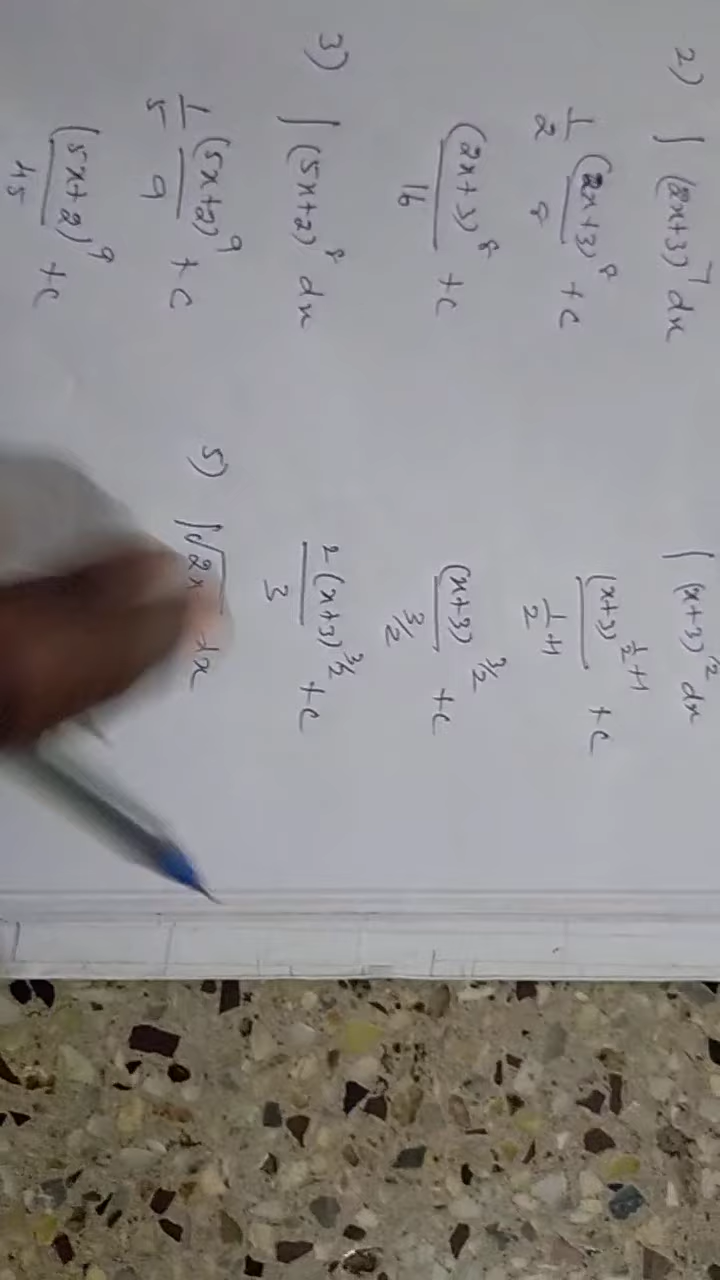 2) ∫ (2x+3)^7 dx
1/2 (2x+3)^8/8 + c
(2x+3)^8/16 + c
3) ∫ (5x+2)^8 dx
1/5 (5x+2)^9/9 + c
(5x+2)^9/45 + c
∫ (x+3)^1/2 dx
(x+3)^(1/2+1)/(1/2+1) + c
(x+3)^3/2/(3/2) + c
2(x+3)^3/2/3 + c
5) ∫ √2x dx